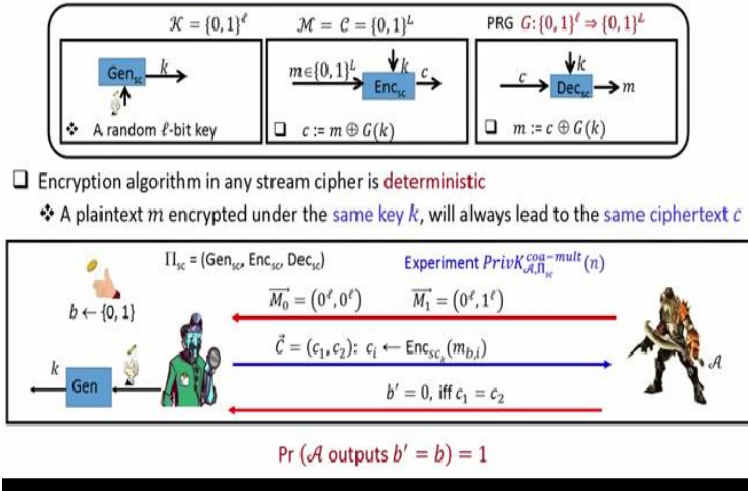 𝒦 = {0, 1}^ℓ ℳ = 𝒞 = {0, 1}^L PRG G: {0, 1}^ℓ ⇒ {0, 1}^L
Gen_sc k
❖ A random ℓ-bit key
m∈{0, 1}^L k c
Enc_sc
❑ c := m ⊕ G(k)
k
c Dec_sc m
❑ m := c ⊕ G(k)
❑ Encryption algorithm in any stream cipher is deterministic
❖ A plaintext m encrypted under the same key k, will always lead to the same ciphertext c
Π_sc = (Gen_sc, Enc_sc, Dec_sc) Experiment PrivK^{coa−mult}_{𝒜,Π_sc}(n)
b ← {0, 1}
M⃗_0 = (0^ℓ, 0^ℓ) M⃗_1 = (0^ℓ, 1^ℓ)
C⃗ = (c_1, c_2): c_i ← Enc_{sc_k}(m_{b,i})
𝒜
k Gen
b′ = 0, iff c_1 = c_2
Pr (𝒜 outputs b′ = b) = 1